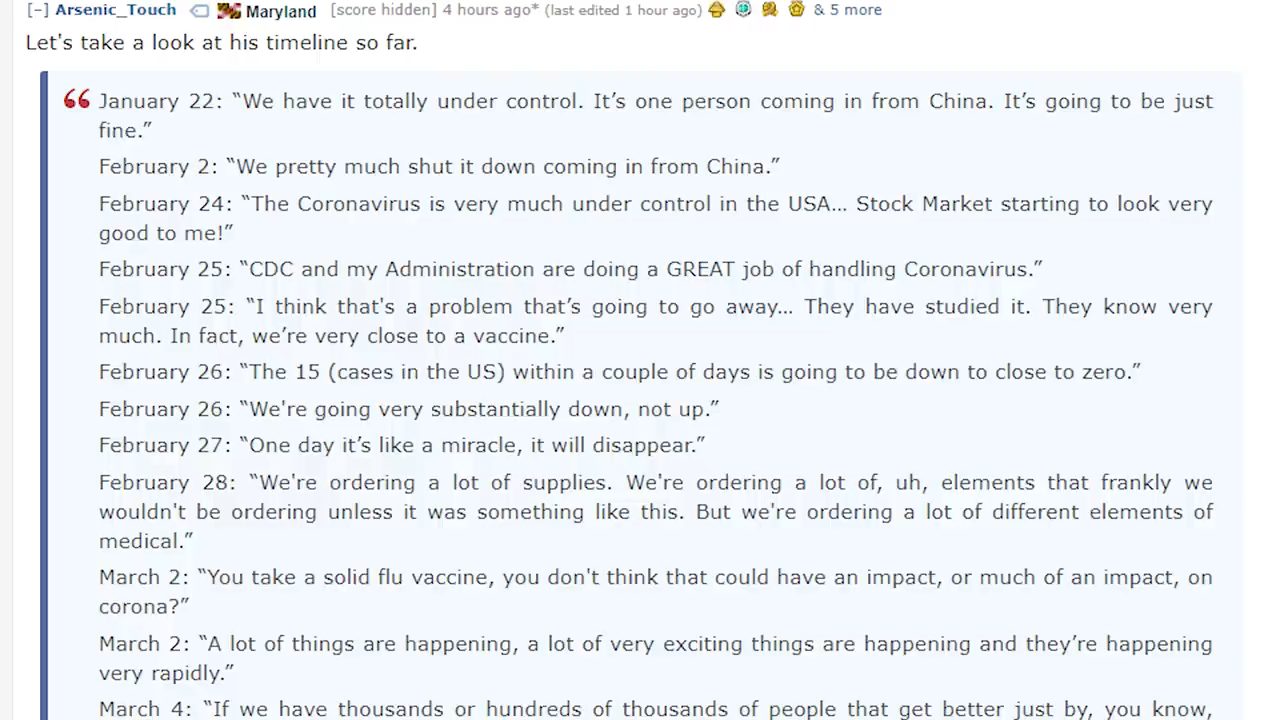 [–] Arsenic_Touch Maryland [score hidden] 4 hours ago* (last edited 1 hour ago) & 5 more
Let's take a look at his timeline so far.
January 22: “We have it totally under control. It’s one person coming in from China. It’s going to be just
fine.”
February 2: “We pretty much shut it down coming in from China.”
February 24: “The Coronavirus is very much under control in the USA… Stock Market starting to look very
good to me!”
February 25: “CDC and my Administration are doing a GREAT job of handling Coronavirus.”
February 25: “I think that's a problem that’s going to go away… They have studied it. They know very
much. In fact, we’re very close to a vaccine.”
February 26: “The 15 (cases in the US) within a couple of days is going to be down to close to zero.”
February 26: “We're going very substantially down, not up.”
February 27: “One day it’s like a miracle, it will disappear.”
February 28: “We're ordering a lot of supplies. We're ordering a lot of, uh, elements that frankly we
wouldn't be ordering unless it was something like this. But we're ordering a lot of different elements of
medical.”
March 2: “You take a solid flu vaccine, you don't think that could have an impact, or much of an impact, on
corona?”
March 2: “A lot of things are happening, a lot of very exciting things are happening and they’re happening
very rapidly.”
March 4: “If we have thousands or hundreds of thousands of people that get better just by, you know,